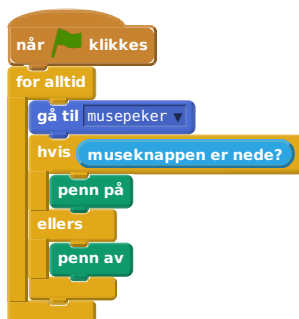 når klikkes
for alltid
gå til musepeker
hvis museknappen er nede?
penn på
ellers
penn av